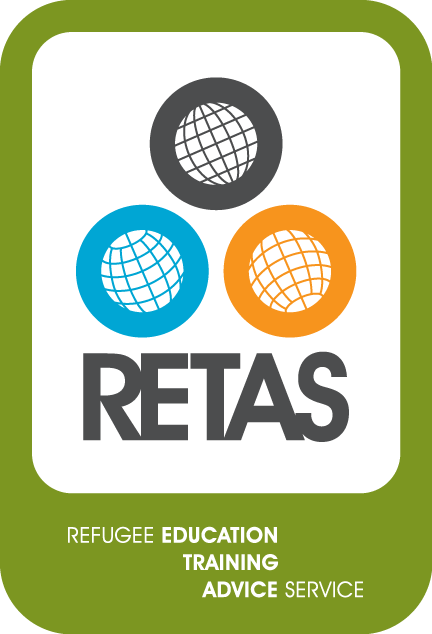 RETAS
REFUGEE EDUCATION
TRAINING
ADVICE SERVICE